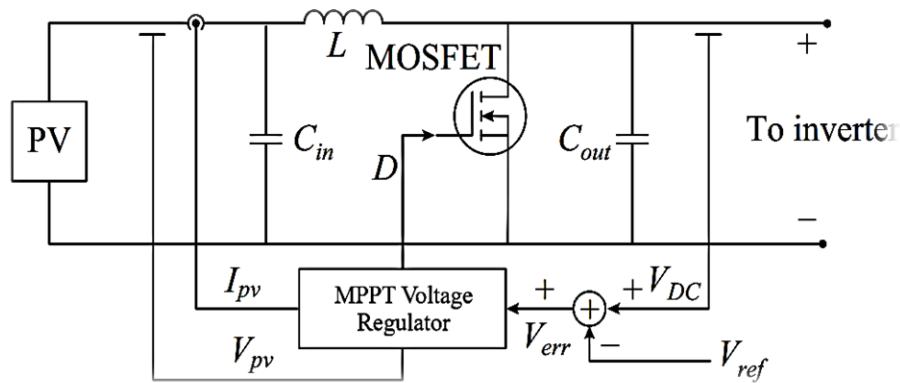 L
MOSFET
+
PV
C_in
D
C_out
To inverter
−
I_pv
MPPT Voltage
Regulator
+
+
+ V_DC
V_pv
V_err
−
V_ref